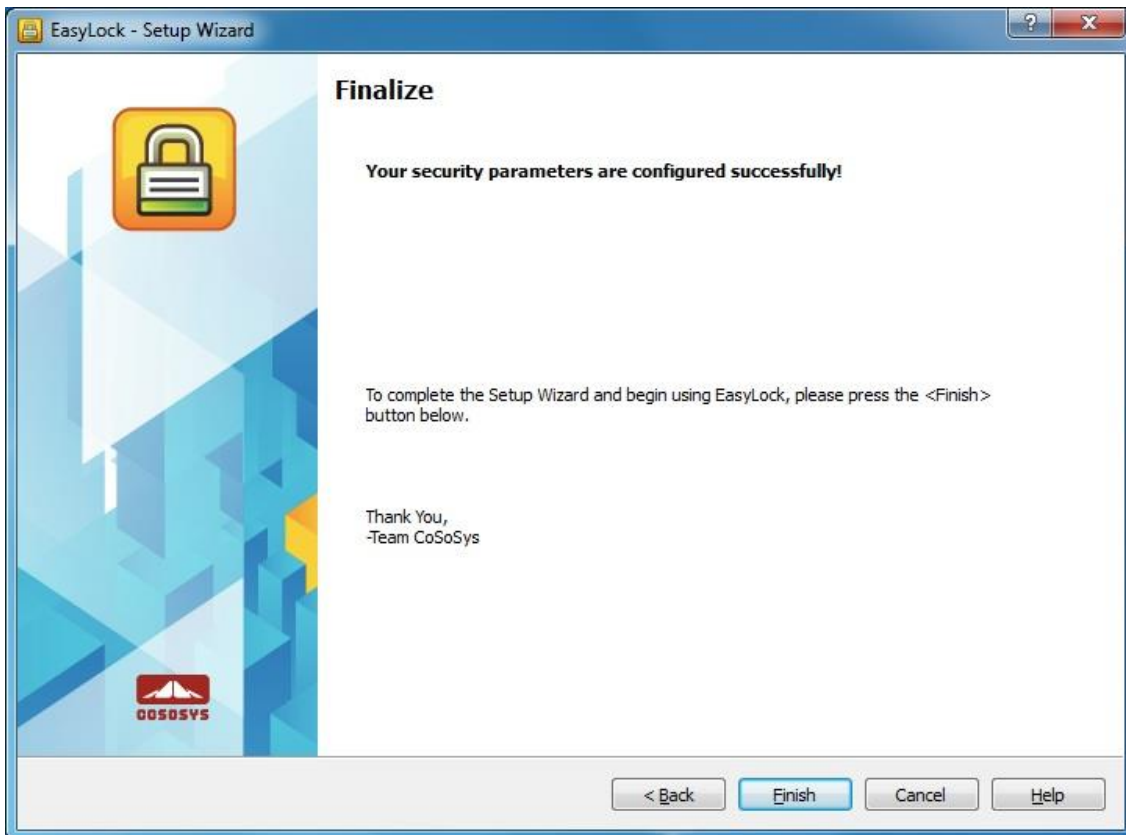 EasyLock - Setup Wizard
Finalize
Your security parameters are configured successfully!
To complete the Setup Wizard and begin using EasyLock, please press the <Finish>
button below.
Thank You,
-Team CoSoSys
COSOSYS
< Back
Finish
Cancel
Help